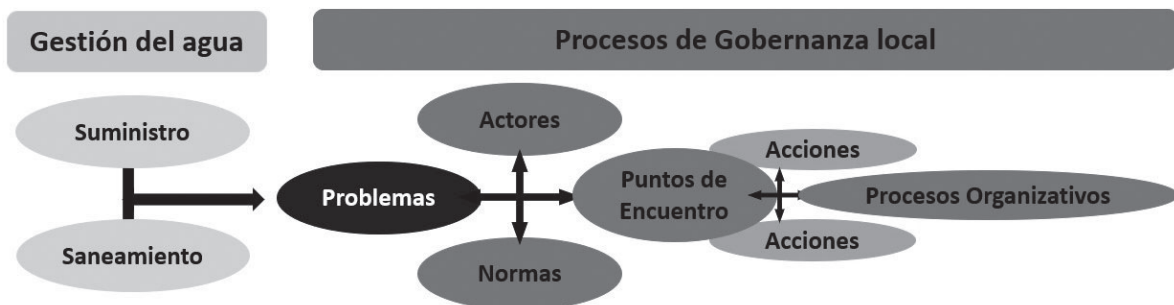 Gestión del agua
Procesos de Gobernanza local
Suministro
Saneamiento
Problemas
Actores
Normas
Puntos de
Encuentro
Acciones
Procesos Organizativos
Acciones